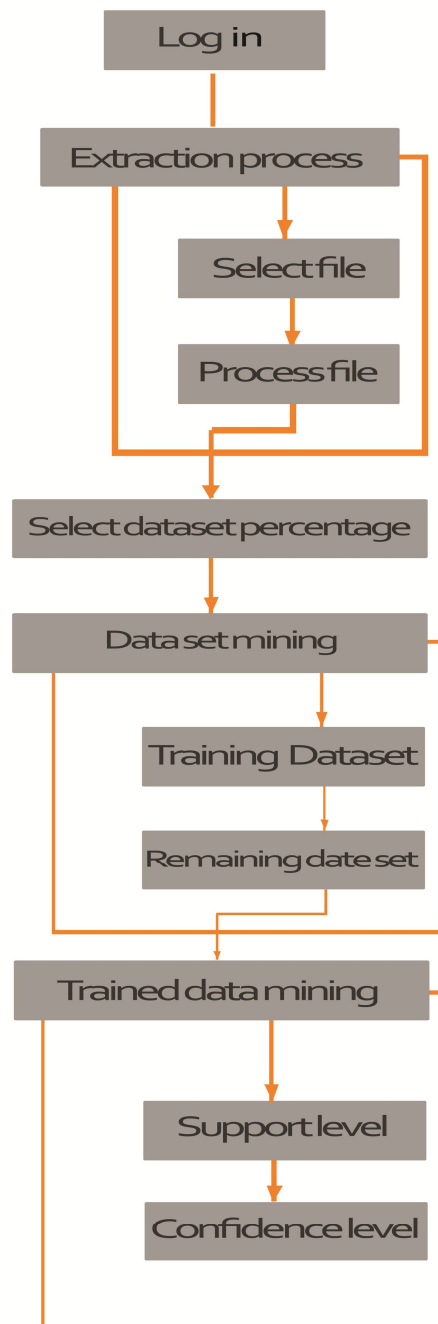 Log in
Extraction process
Select file
Process file
Select dataset percentage
Data set mining
Training Dataset
Remaining date set
Trained data mining
Support level
Confidence level